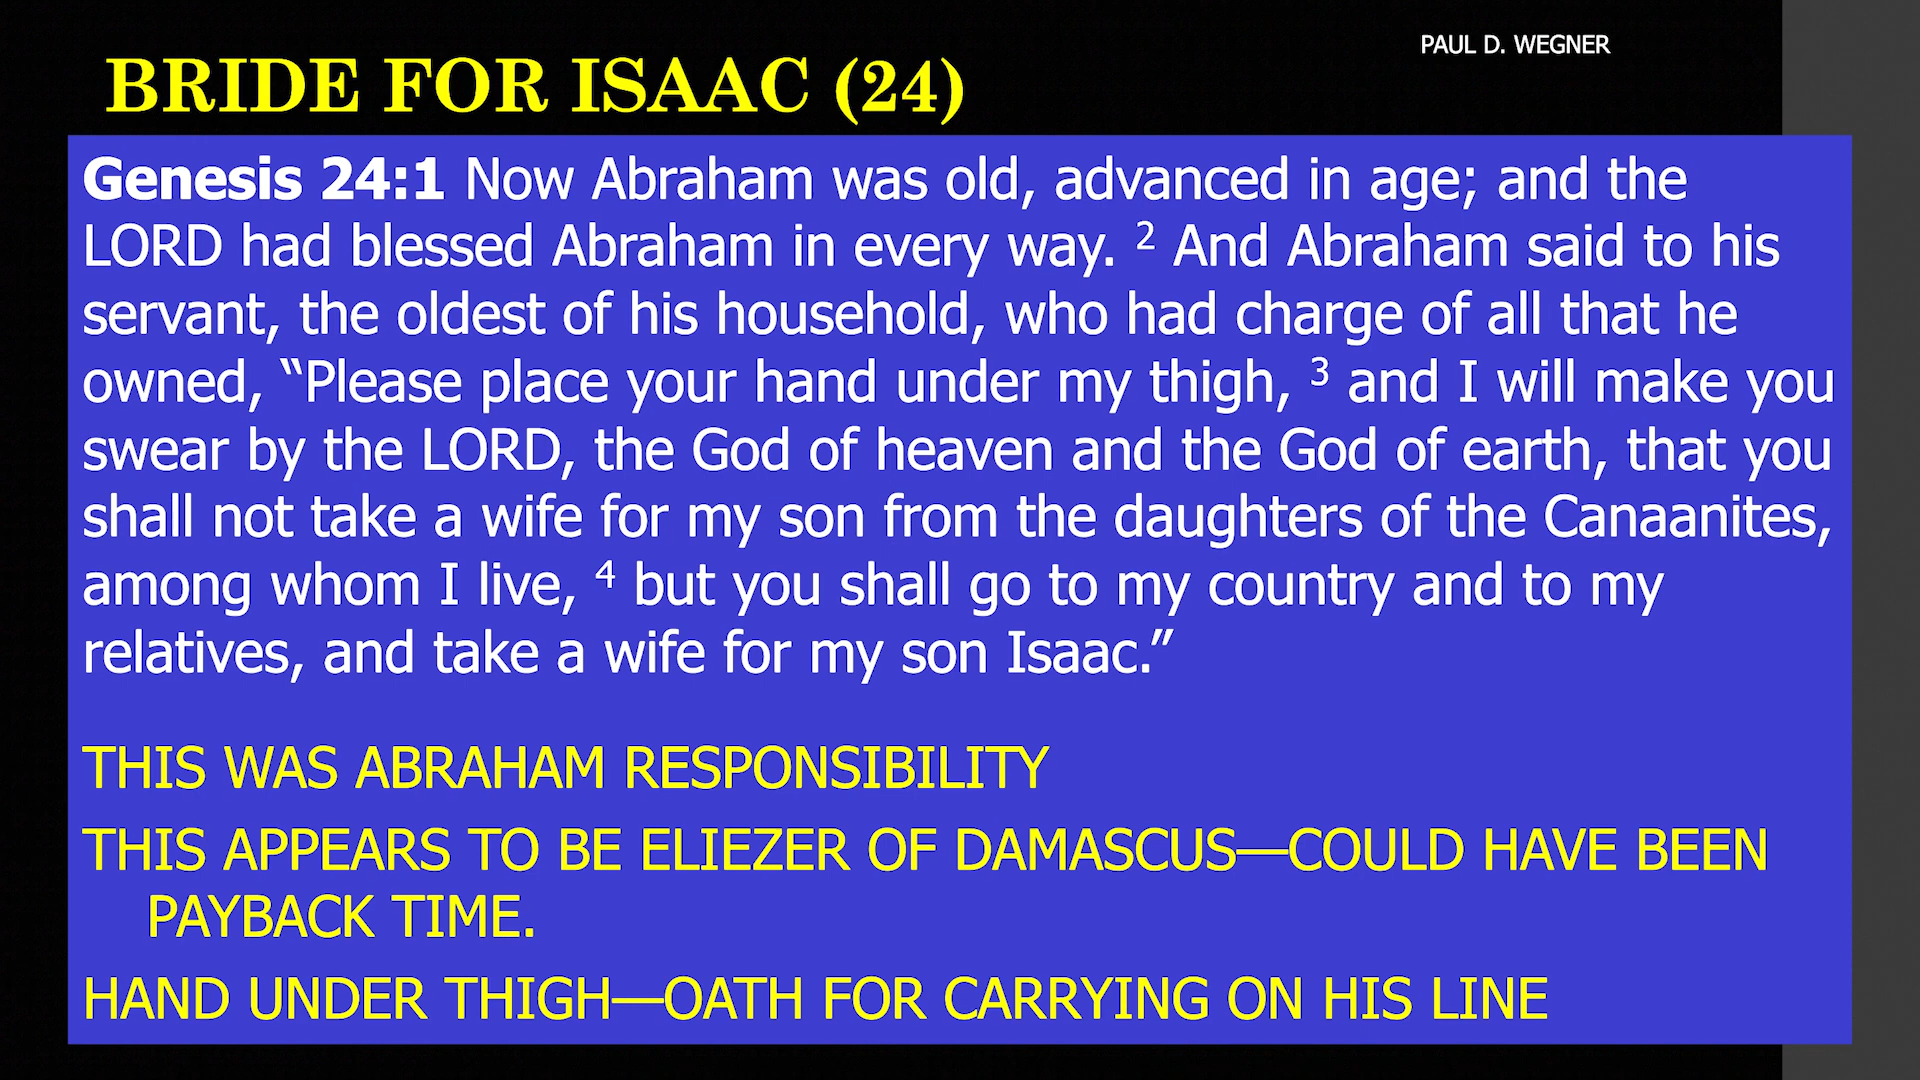 PAUL D. WEGNER
BRIDE FOR ISAAC (24)
Genesis 24:1 Now Abraham was old, advanced in age; and the
LORD had blessed Abraham in every way. 2 And Abraham said to his
servant, the oldest of his household, who had charge of all that he
owned, “Please place your hand under my thigh, 3 and I will make you
swear by the LORD, the God of heaven and the God of earth, that you
shall not take a wife for my son from the daughters of the Canaanites,
among whom I live, 4 but you shall go to my country and to my
relatives, and take a wife for my son Isaac.”
THIS WAS ABRAHAM RESPONSIBILITY
THIS APPEARS TO BE ELIEZER OF DAMASCUS—COULD HAVE BEEN
PAYBACK TIME.
HAND UNDER THIGH—OATH FOR CARRYING ON HIS LINE